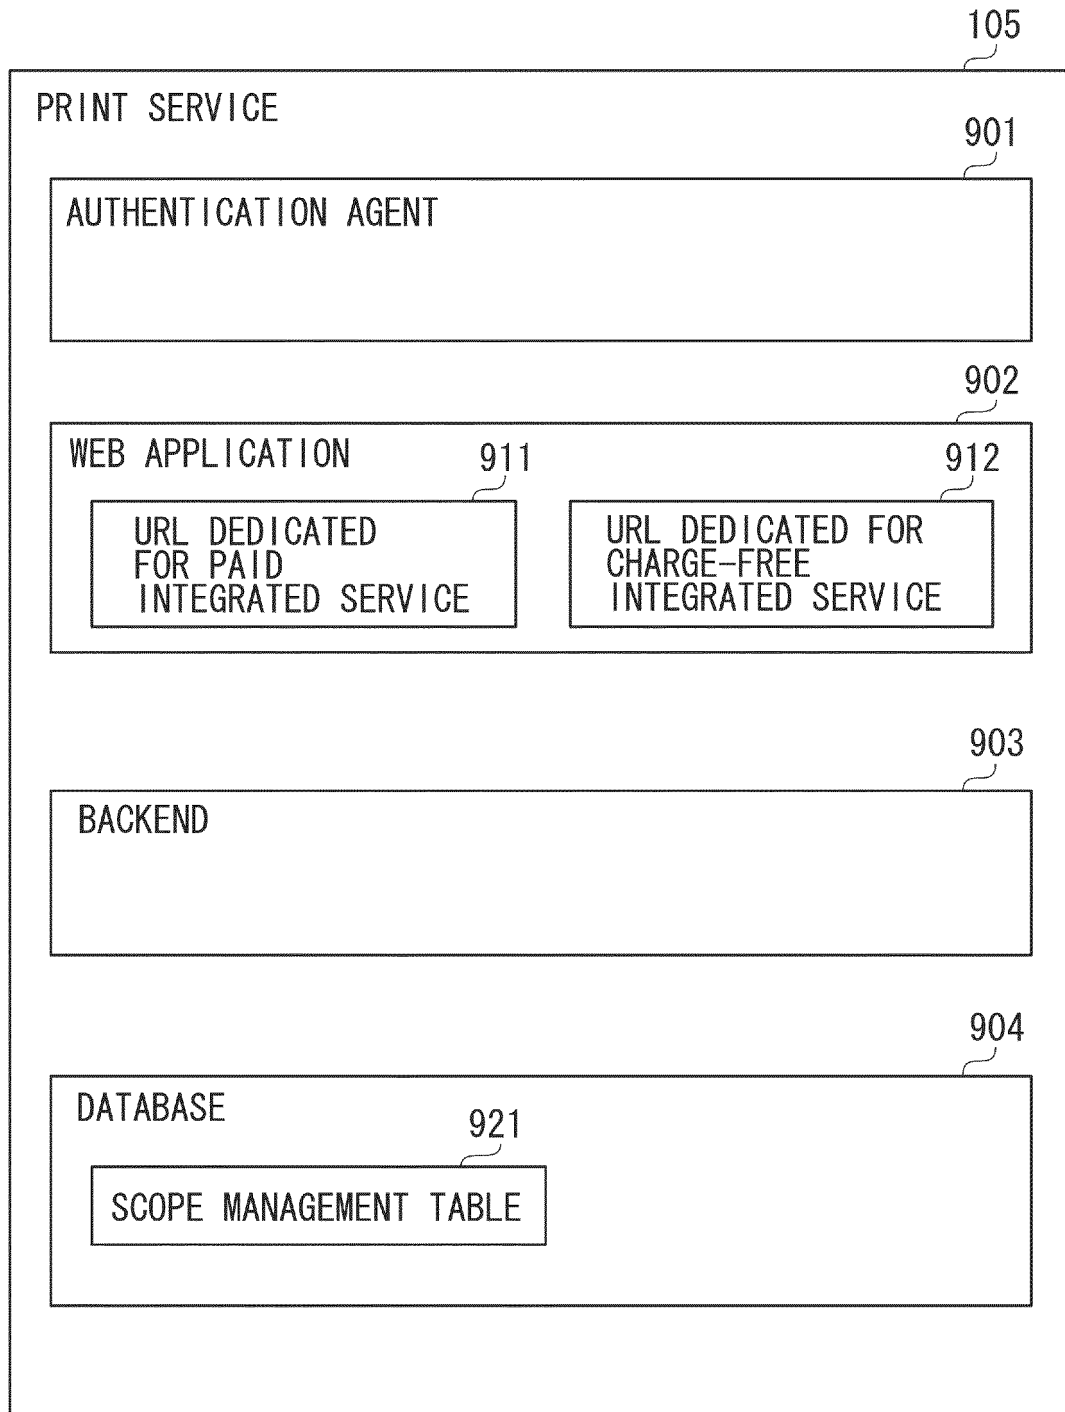 105
PRINT SERVICE
901
AUTHENTICATION AGENT
902
WEB APPLICATION
911
912
URL DEDICATED
FOR PAID
INTEGRATED SERVICE
URL DEDICATED FOR
CHARGE-FREE
INTEGRATED SERVICE
903
BACKEND
904
DATABASE
921
SCOPE MANAGEMENT TABLE